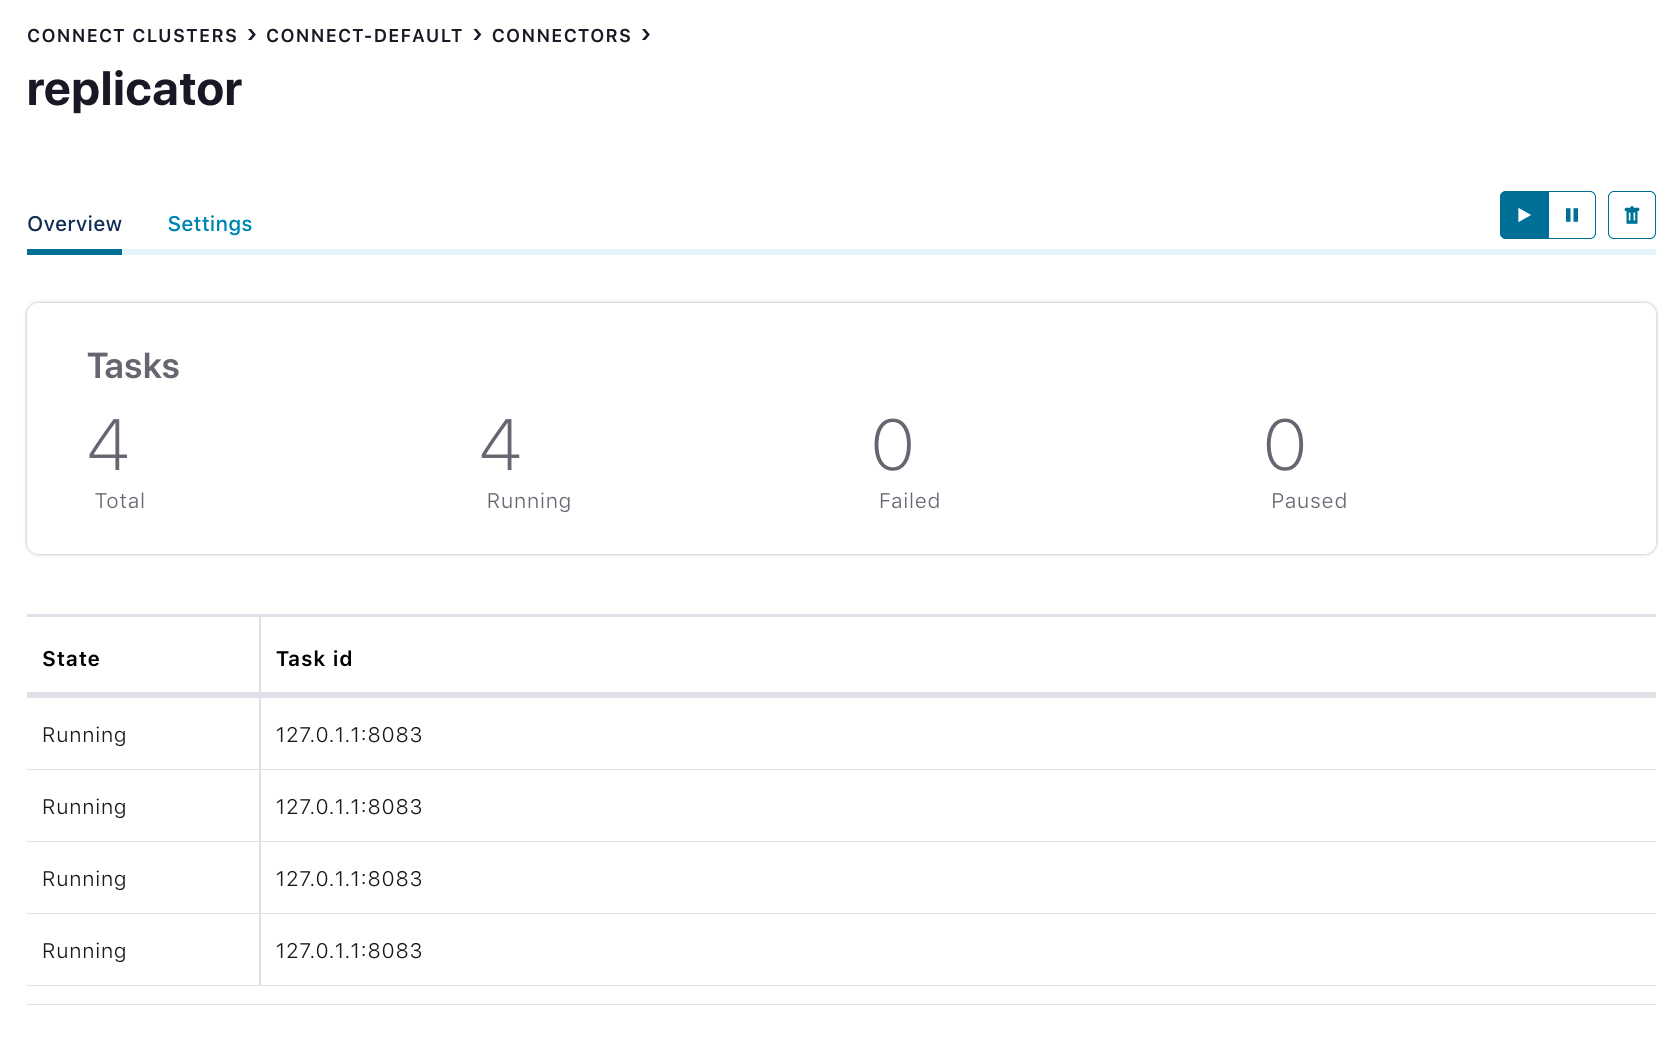 CONNECT CLUSTERS > CONNECT-DEFAULT > CONNECTORS >
replicator
Overview Settings
Tasks
4 4 0 0
Total Running Failed Paused
State Task id
Running 127.0.1.1:8083
Running 127.0.1.1:8083
Running 127.0.1.1:8083
Running 127.0.1.1:8083